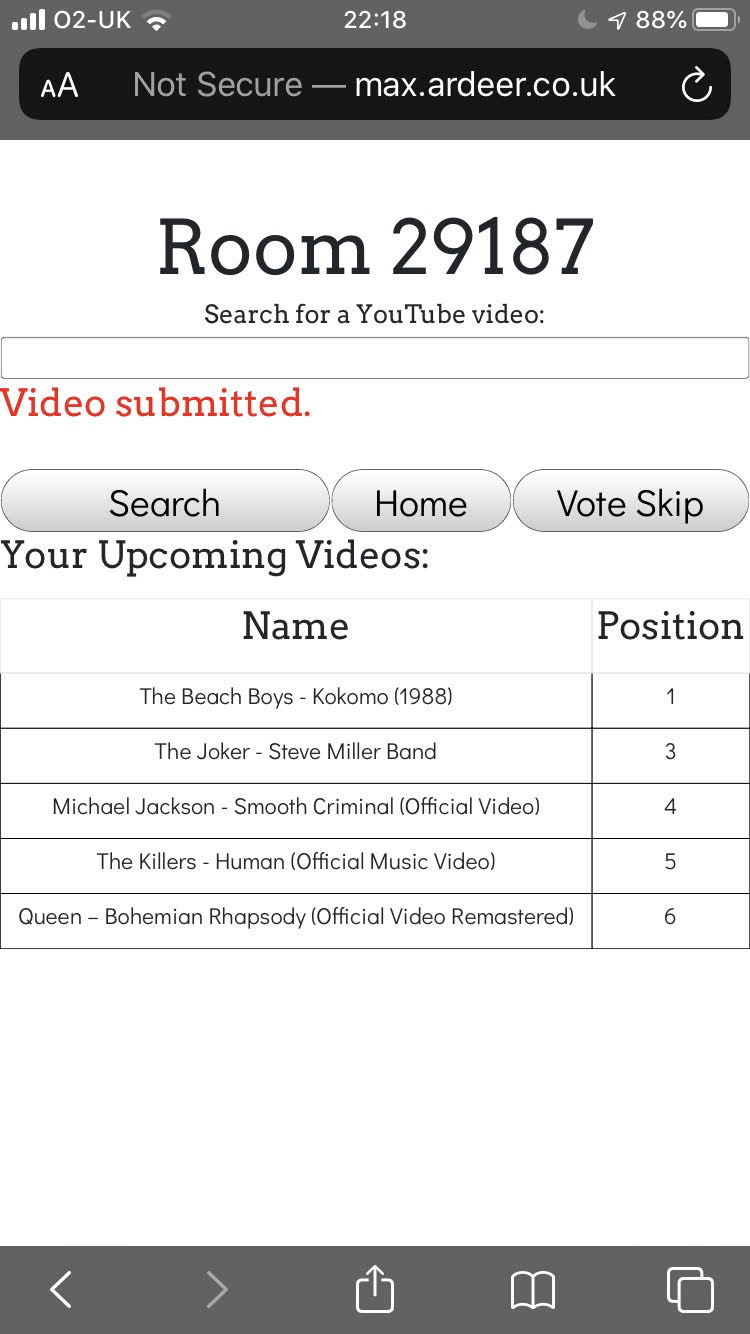 O2-UK 22:18 88%
AA Not Secure — max.ardeer.co.uk
Room 29187
Search for a YouTube video:
Video submitted.
Search Home Vote Skip
Your Upcoming Videos:
Name Position
The Beach Boys - Kokomo (1988) 1
The Joker - Steve Miller Band 3
Michael Jackson - Smooth Criminal (Official Video) 4
The Killers - Human (Official Music Video) 5
Queen – Bohemian Rhapsody (Official Video Remastered) 6